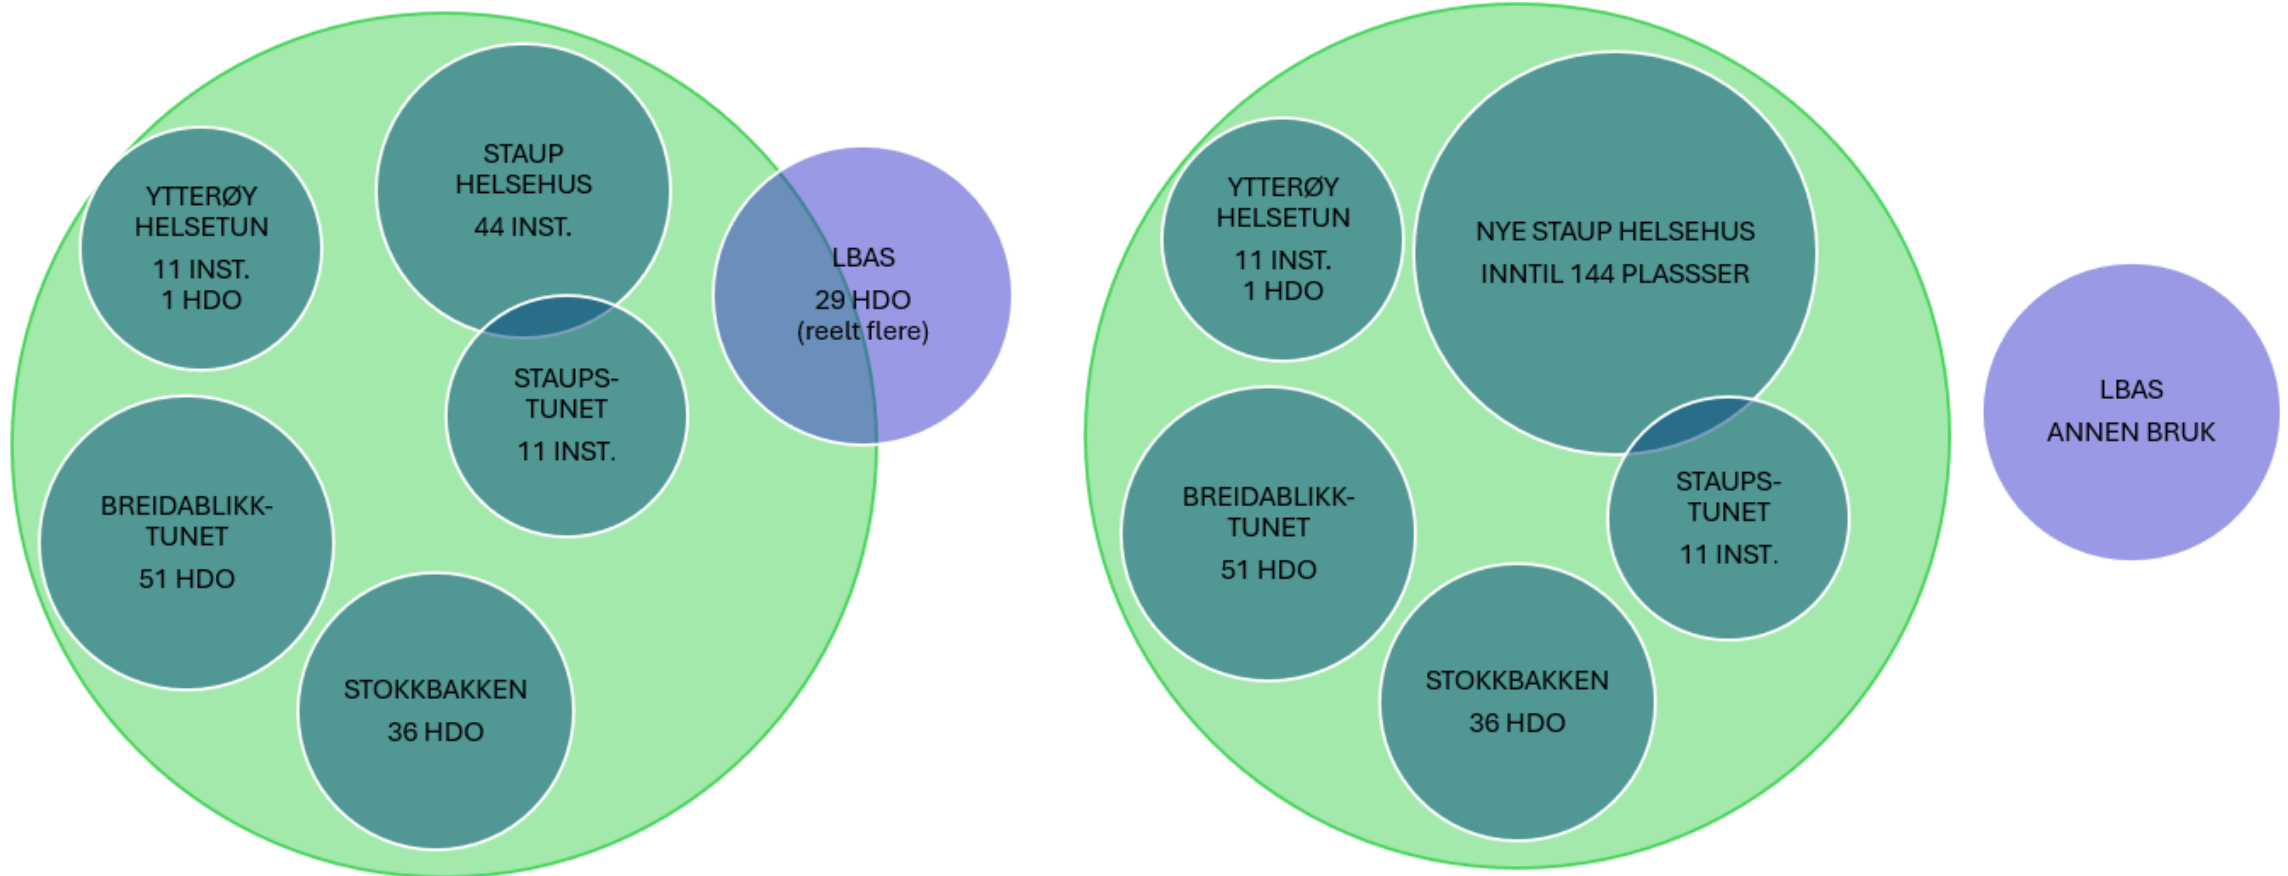 STAUP
HELSEHUS
44 INST.
YTTERØY
HELSETUN
11 INST.
1 HDO
LBAS
29 HDO
(reelt flere)
STAUPS-
TUNET
11 INST.
BREIDABLIKK-
TUNET
51 HDO
STOKKBAKKEN
36 HDO
YTTERØY
HELSETUN
11 INST.
1 HDO
NYE STAUP HELSEHUS
INNTIL 144 PLASSSER
LBAS
ANNEN BRUK
BREIDABLIKK-
TUNET
51 HDO
STAUPS-
TUNET
11 INST.
STOKKBAKKEN
36 HDO